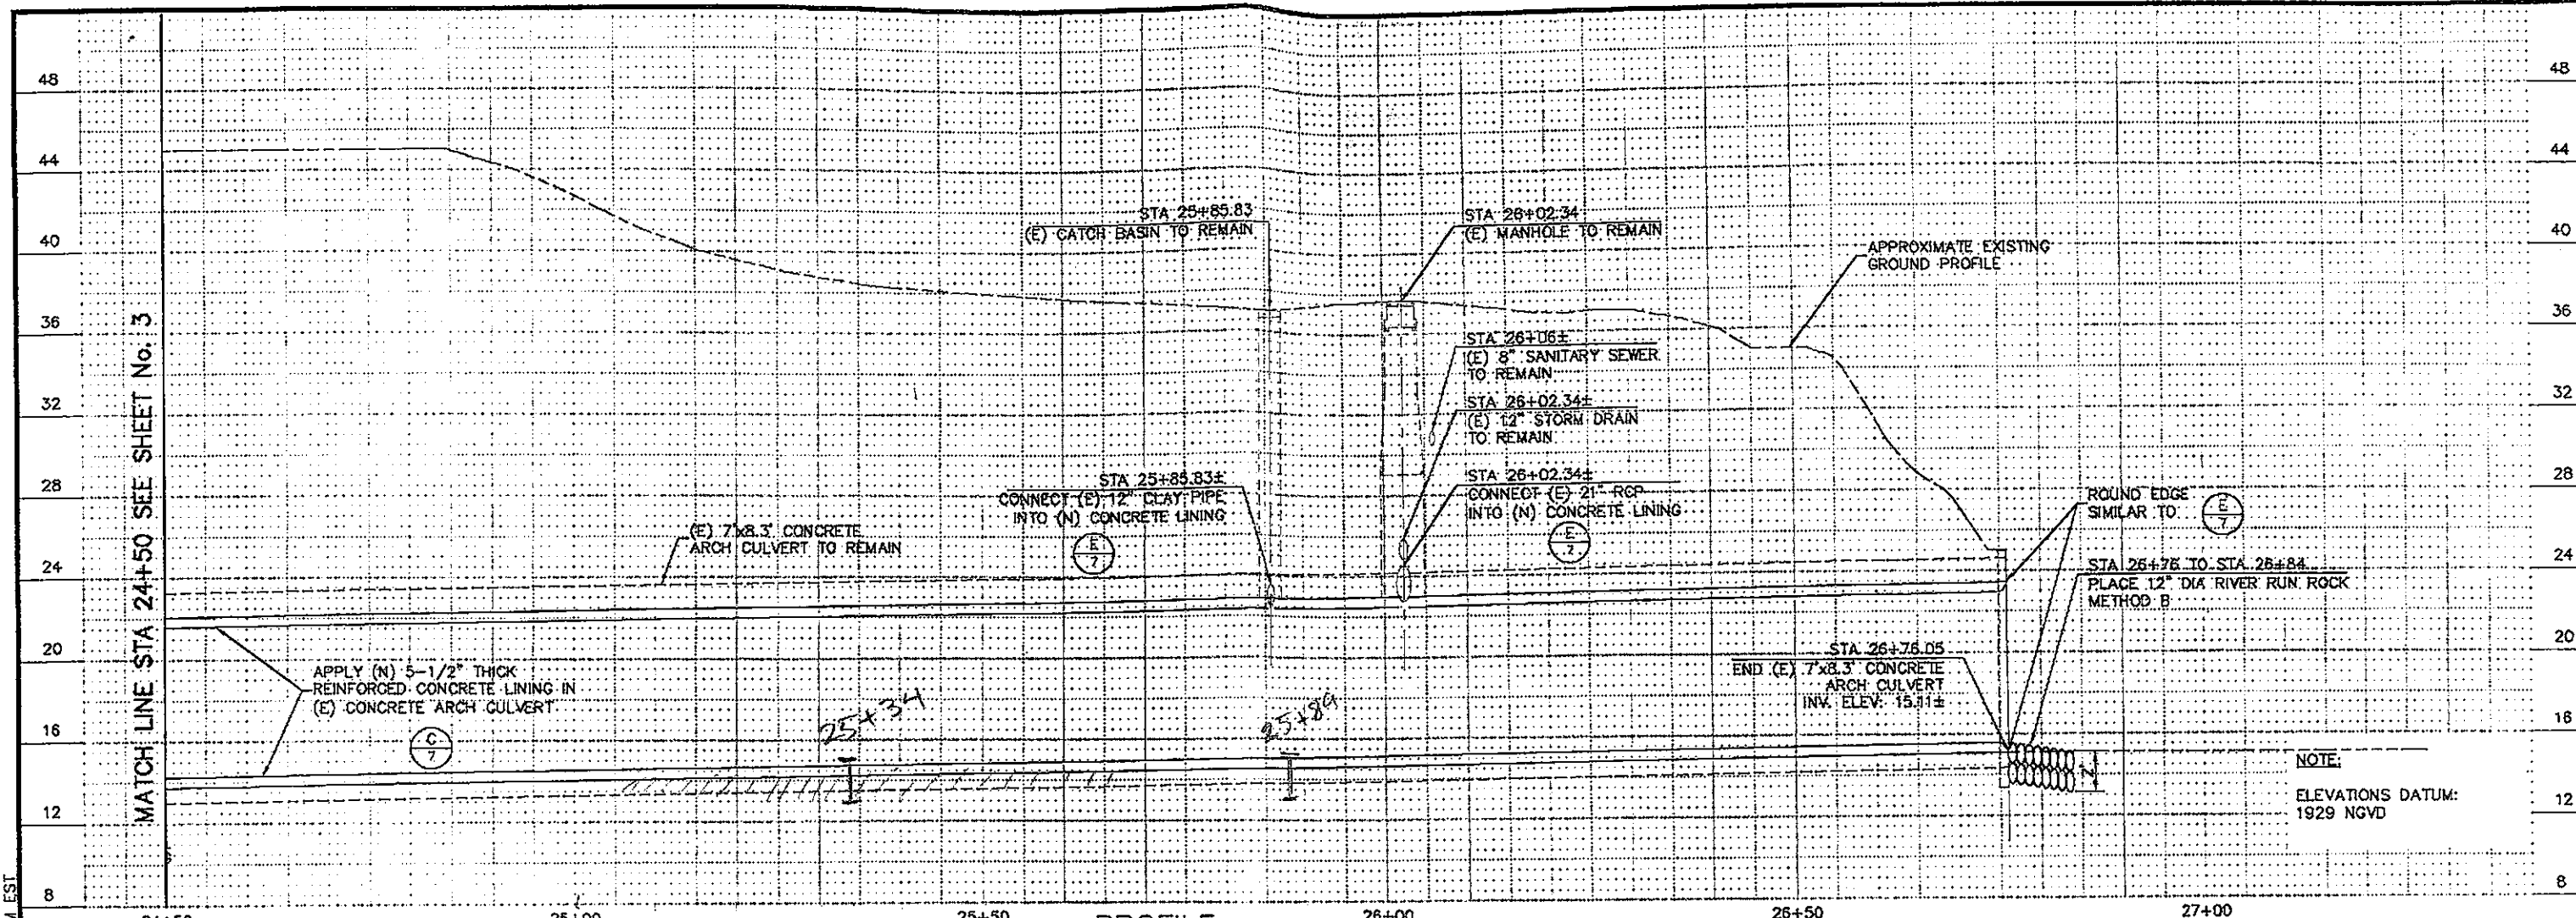 48
44
40
36
32
28
24
20
16
12
8
MATCH LINE STA 24+50 SEE SHEET No. 3
STA 25+85.83
(E) CATCH BASIN TO REMAIN
STA 26+02.34
(E) MANHOLE TO REMAIN
APPROXIMATE EXISTING
GROUND PROFILE
STA 26+06±
(E) 8" SANITARY SEWER
TO REMAIN
STA 26+02.34±
(E) 12" STORM DRAIN
TO REMAIN
STA 25+85.83±
CONNECT (E) 12" CLAY PIPE
INTO (N) CONCRETE LINING
E
7
STA 26+02.34±
CONNECT (E) 21" RCP
INTO (N) CONCRETE LINING
E
7
ROUND EDGE
SIMILAR TO
E
7
(E) 7'x8.3' CONCRETE
ARCH CULVERT TO REMAIN
STA 26+76 TO STA 26+84
PLACE 12" DIA RIVER RUN ROCK
METHOD B
APPLY (N) 5-1/2" THICK
REINFORCED CONCRETE LINING IN
(E) CONCRETE ARCH CULVERT
C
7
STA 26+76.05
END (E) 7'x8.3' CONCRETE
ARCH CULVERT
INV. ELEV: 15.11±
25+34
25+89
2'
NOTE:
ELEVATIONS DATUM:
1929 NGVD
48
44
40
36
32
28
24
20
16
12
8
EST.
24+50
25+00
25+50
PROFILE
26+00
26+50
27+00